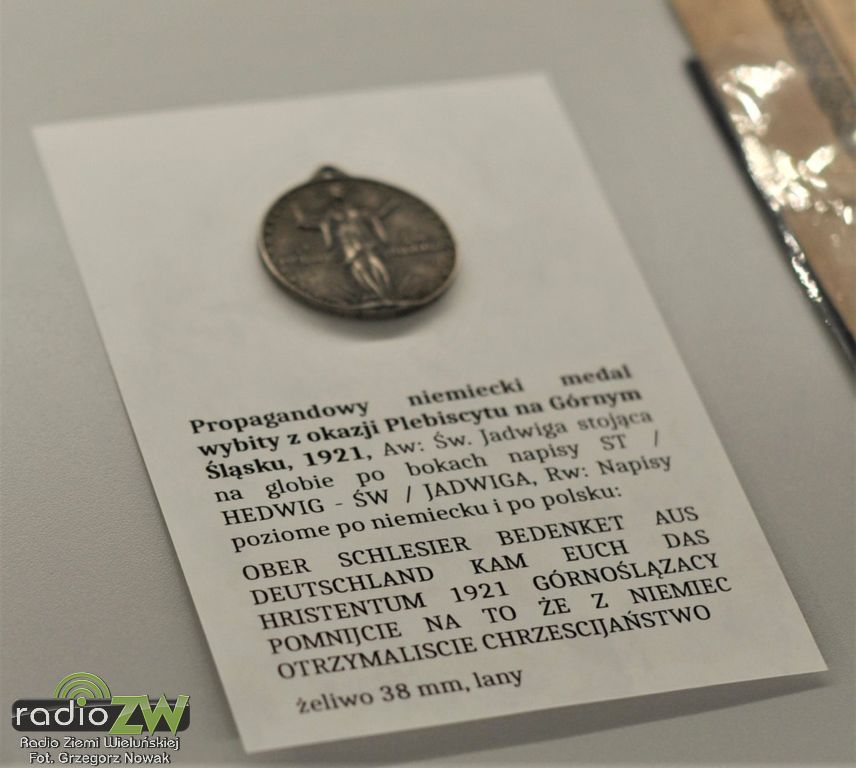 Propagandowy niemiecki medal
wybity z okazji Plebiscytu na Górnym
Śląsku, 1921, Aw: Św. Jadwiga stojąca
na globie po bokach napisy ST /
HEDWIG - ŚW / JADWIGA, Rw: Napisy
poziome po niemiecku i po polsku:
OBER SCHLESIER BEDENKET AUS
DEUTSCHLAND KAM EUCH DAS
HRISTENTUM 1921 GÓRNOŚLĄZACY
POMNIJCIE NA TO ŻE Z NIEMIEC
OTRZYMALISCIE CHRZESCIJAŃSTWO
żeliwo 38 mm, lany
radioZW
Radio Ziemi Wieluńskiej
Fot. Grzegorz Nowak